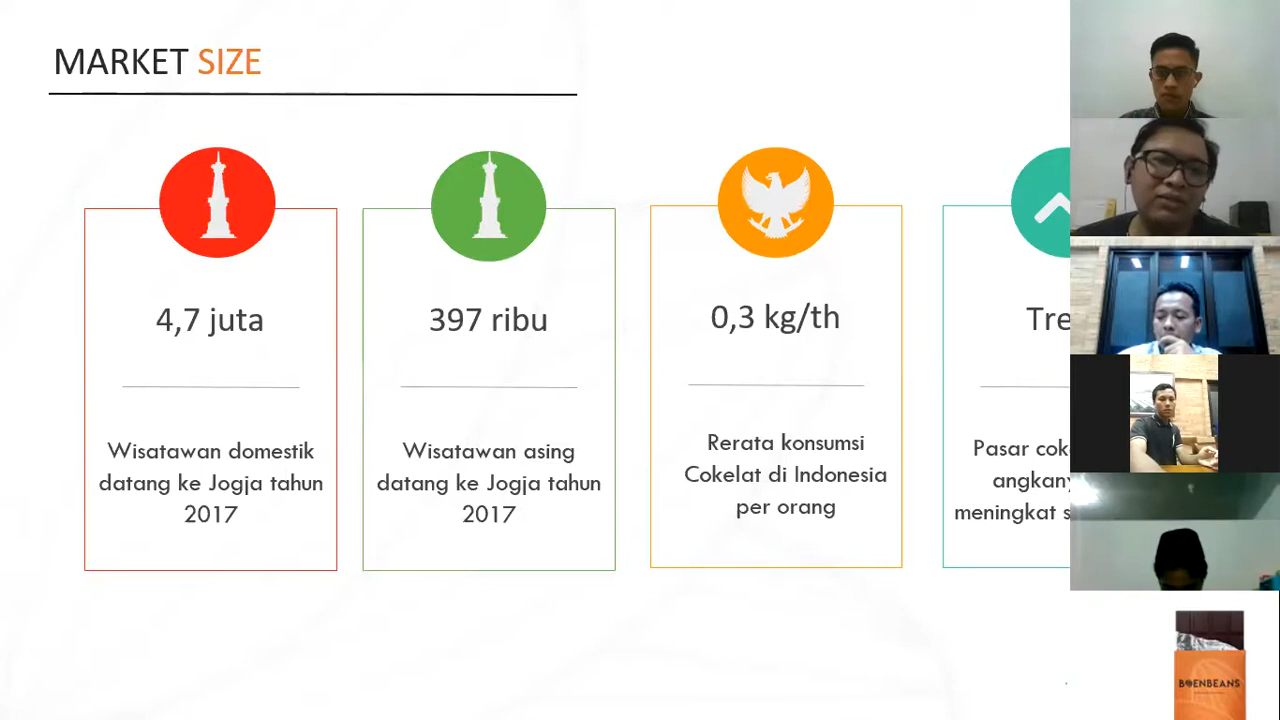 MARKET SIZE
4,7 juta
Wisatawan domestik
datang ke Jogja tahun
2017
397 ribu
Wisatawan asing
datang ke Jogja tahun
2017
0,3 kg/th
Rerata konsumsi
Cokelat di Indonesia
per orang
Tre
Pasar cok
angkany
meningkat s
BOENBEANS